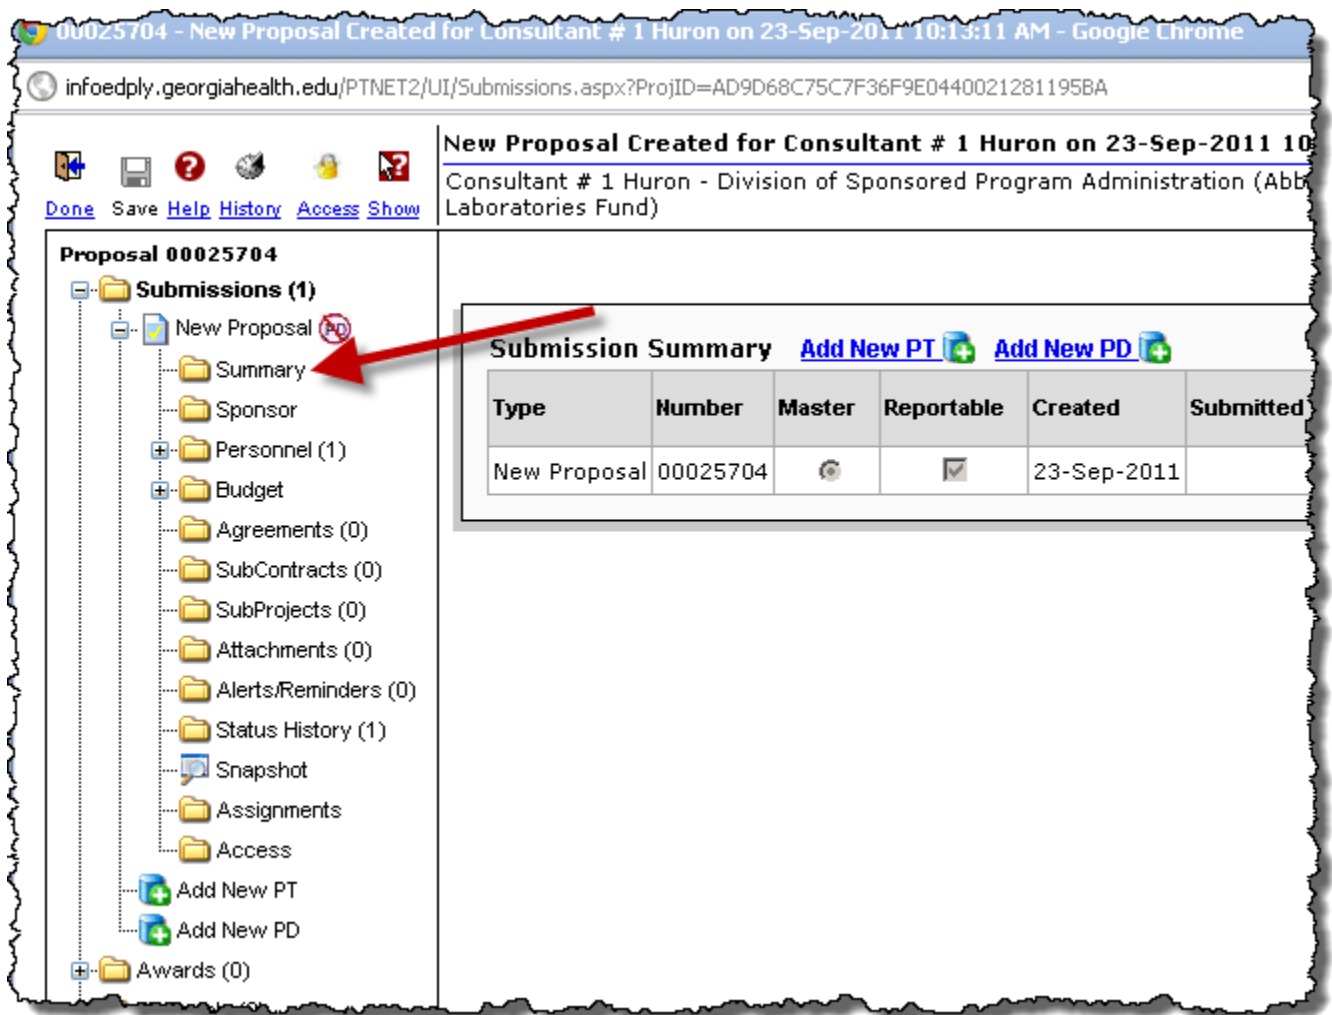 00025704 - New Proposal Created for Consultant # 1 Huron on 23-Sep-2011 10:13:11 AM - Google Chrome
infoedply.georgiahealth.edu/PTNET2/UI/Submissions.aspx?ProjID=AD9D68C75C7F36F9E0440021281195BA
Done Save Help History Access Show
New Proposal Created for Consultant # 1 Huron on 23-Sep-2011 10
Consultant # 1 Huron - Division of Sponsored Program Administration (Abb
Laboratories Fund)
Proposal 00025704
Submissions (1)
New Proposal PD
Summary
Sponsor
Personnel (1)
Budget
Agreements (0)
SubContracts (0)
SubProjects (0)
Attachments (0)
Alerts/Reminders (0)
Status History (1)
Snapshot
Assignments
Access
Add New PT
Add New PD
Awards (0)
Submission Summary Add New PT Add New PD
Type Number Master Reportable Created Submitted
New Proposal 00025704 23-Sep-2011